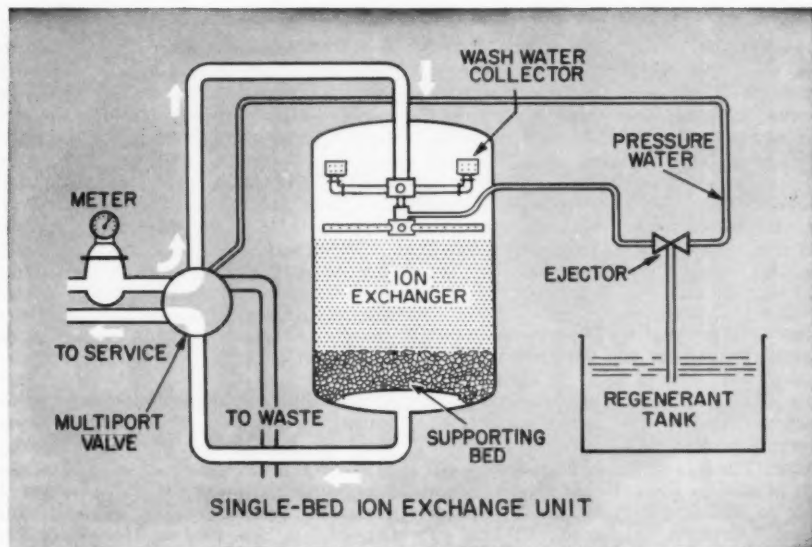 WASH WATER
COLLECTOR
PRESSURE
WATER
METER
EJECTOR
ION
EXCHANGER
TO SERVICE
MULTIPORT
VALVE
TO WASTE
SUPPORTING
BED
REGENERANT
TANK
SINGLE-BED ION EXCHANGE UNIT